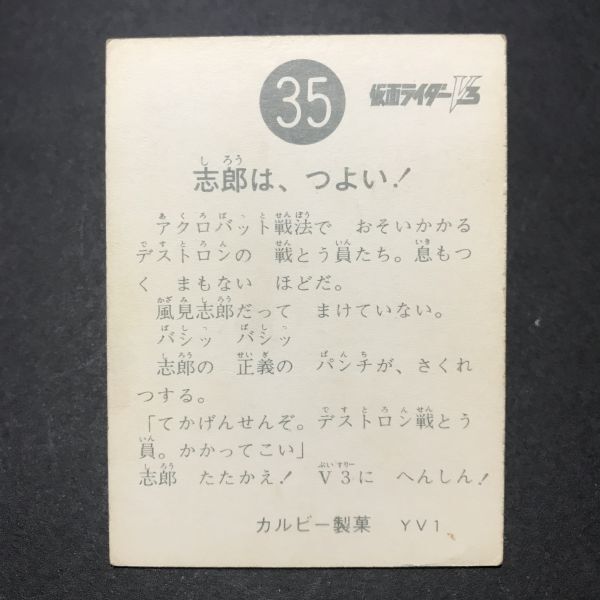 35
仮面ライダーV3
志郎は、つよい！
アクロバット戦法で おそいかかる
デストロンの 戦とう員たち。息もつ
く まもない ほどだ。
風見志郎だって まけていない。
バシッ バシッ
志郎の 正義の パンチが、さくれ
つする。
「てかげんせんぞ。デストロン戦とう
員。かかってこい」
志郎 たたかえ！ V3に へんしん！
カルビー製菓 YV1